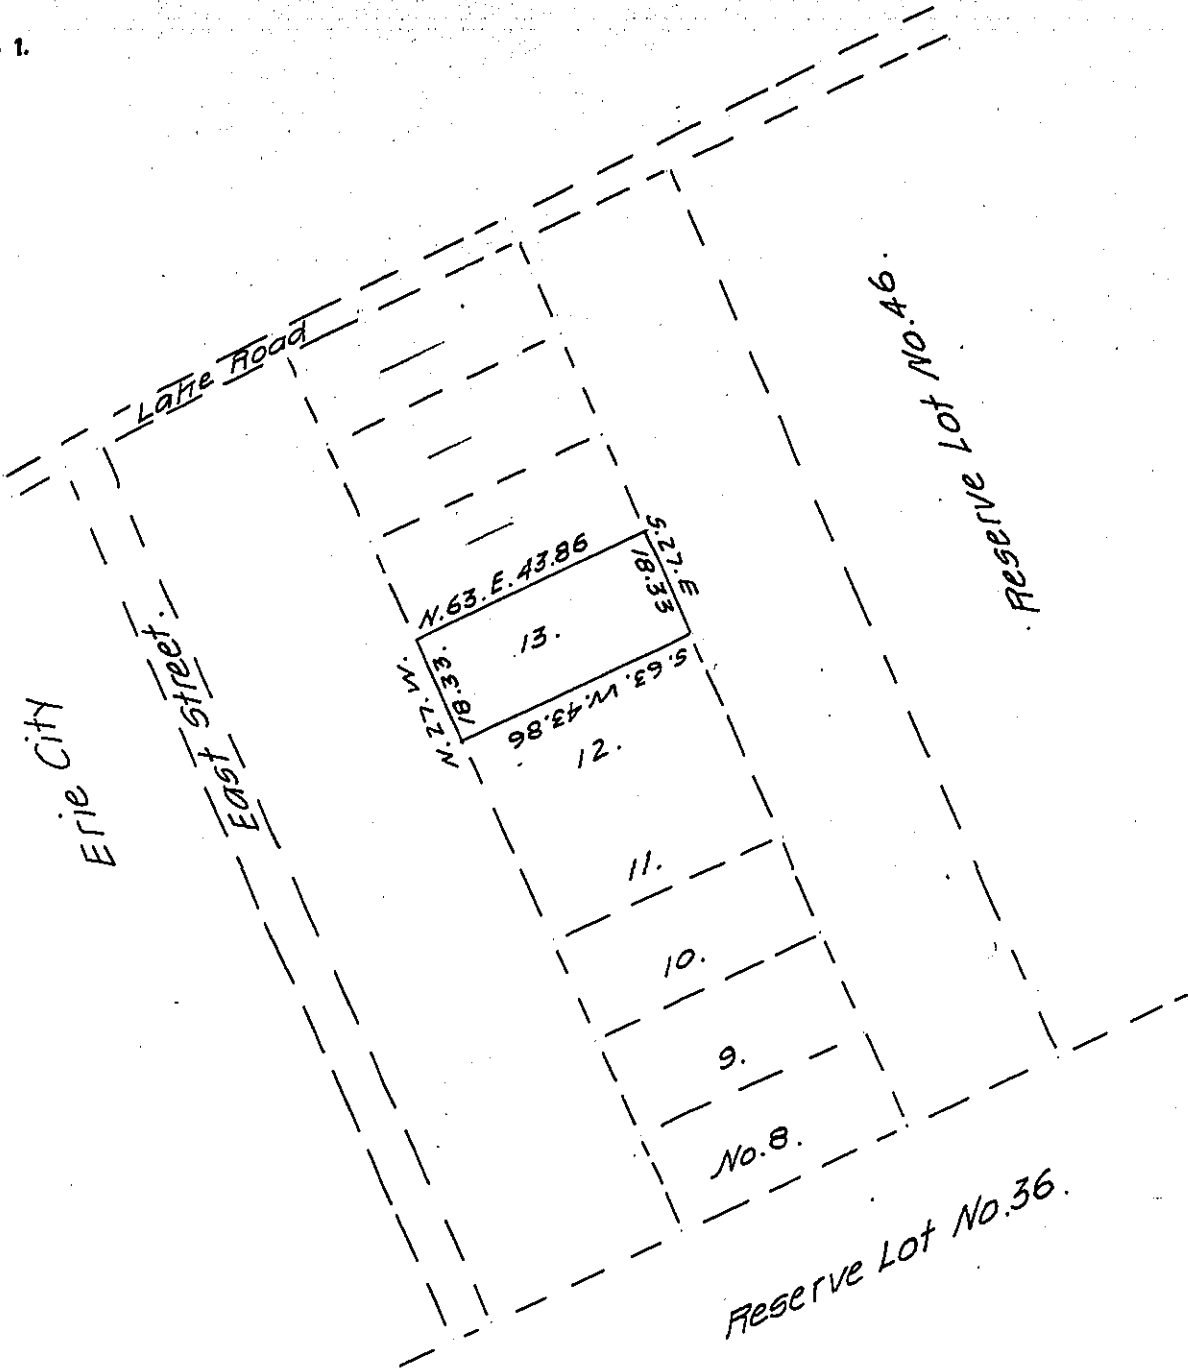 1.
Lake Road
Reserve Lot No. 46.
N. 63. E. 43.86
S. 27. E
18.33
13.
N. 27. W.
18.33.
S. 63. W. 43.86
12.
East Street.
Erie City
11.
10.
9.
No. 8.
Reserve Lot No. 36.